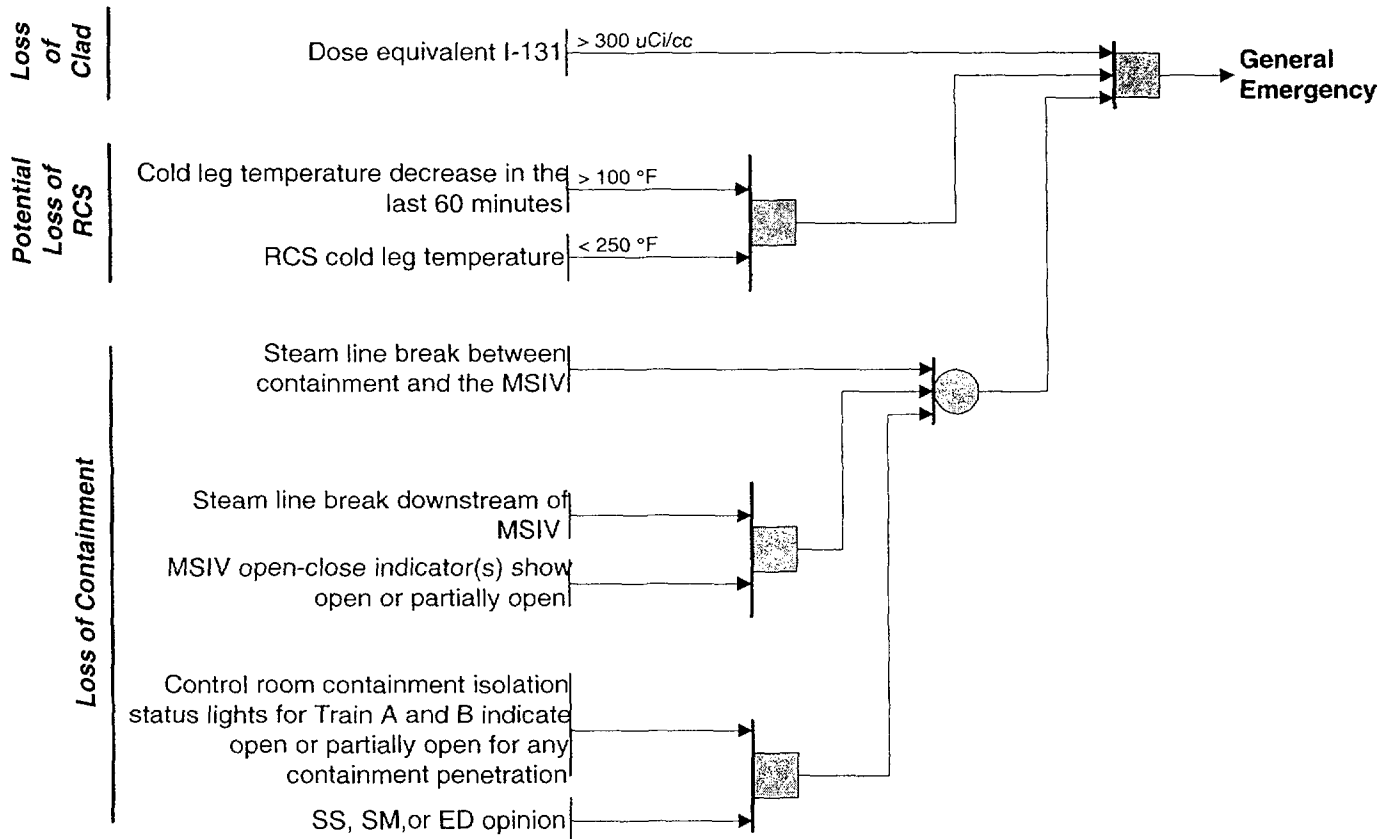 Loss
of
Clad
Dose equivalent I-131
> 300 uCi/cc
General
Emergency
Potential
Loss of
RCS
Cold leg temperature decrease in the
last 60 minutes
> 100 °F
RCS cold leg temperature
< 250 °F
Loss of Containment
Steam line break between
containment and the MSIV
Steam line break downstream of
MSIV
MSIV open-close indicator(s) show
open or partially open
Control room containment isolation
status lights for Train A and B indicate
open or partially open for any
containment penetration
SS, SM,or ED opinion